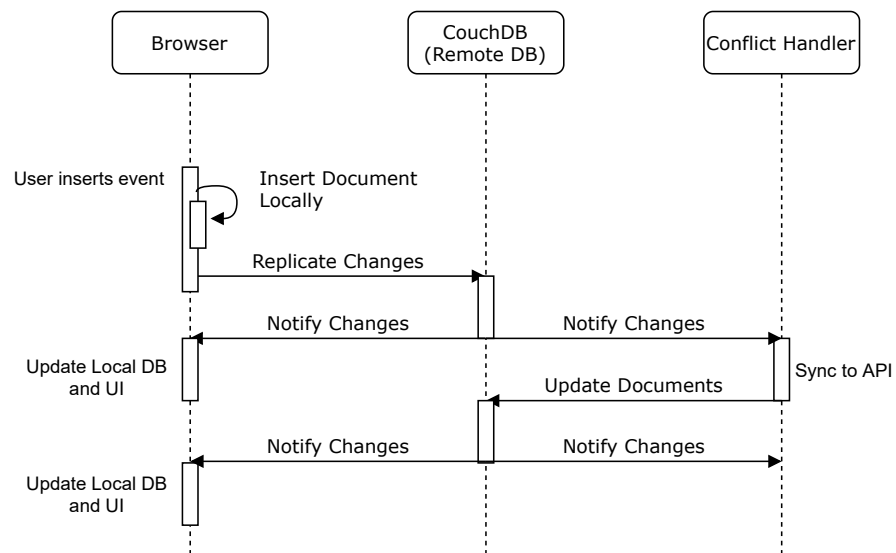 Browser
CouchDB
(Remote DB)
Conflict Handler
User inserts event
Insert Document
Locally
Replicate Changes
Notify Changes
Notify Changes
Update Local DB
and UI
Sync to API
Update Documents
Notify Changes
Notify Changes
Update Local DB
and UI